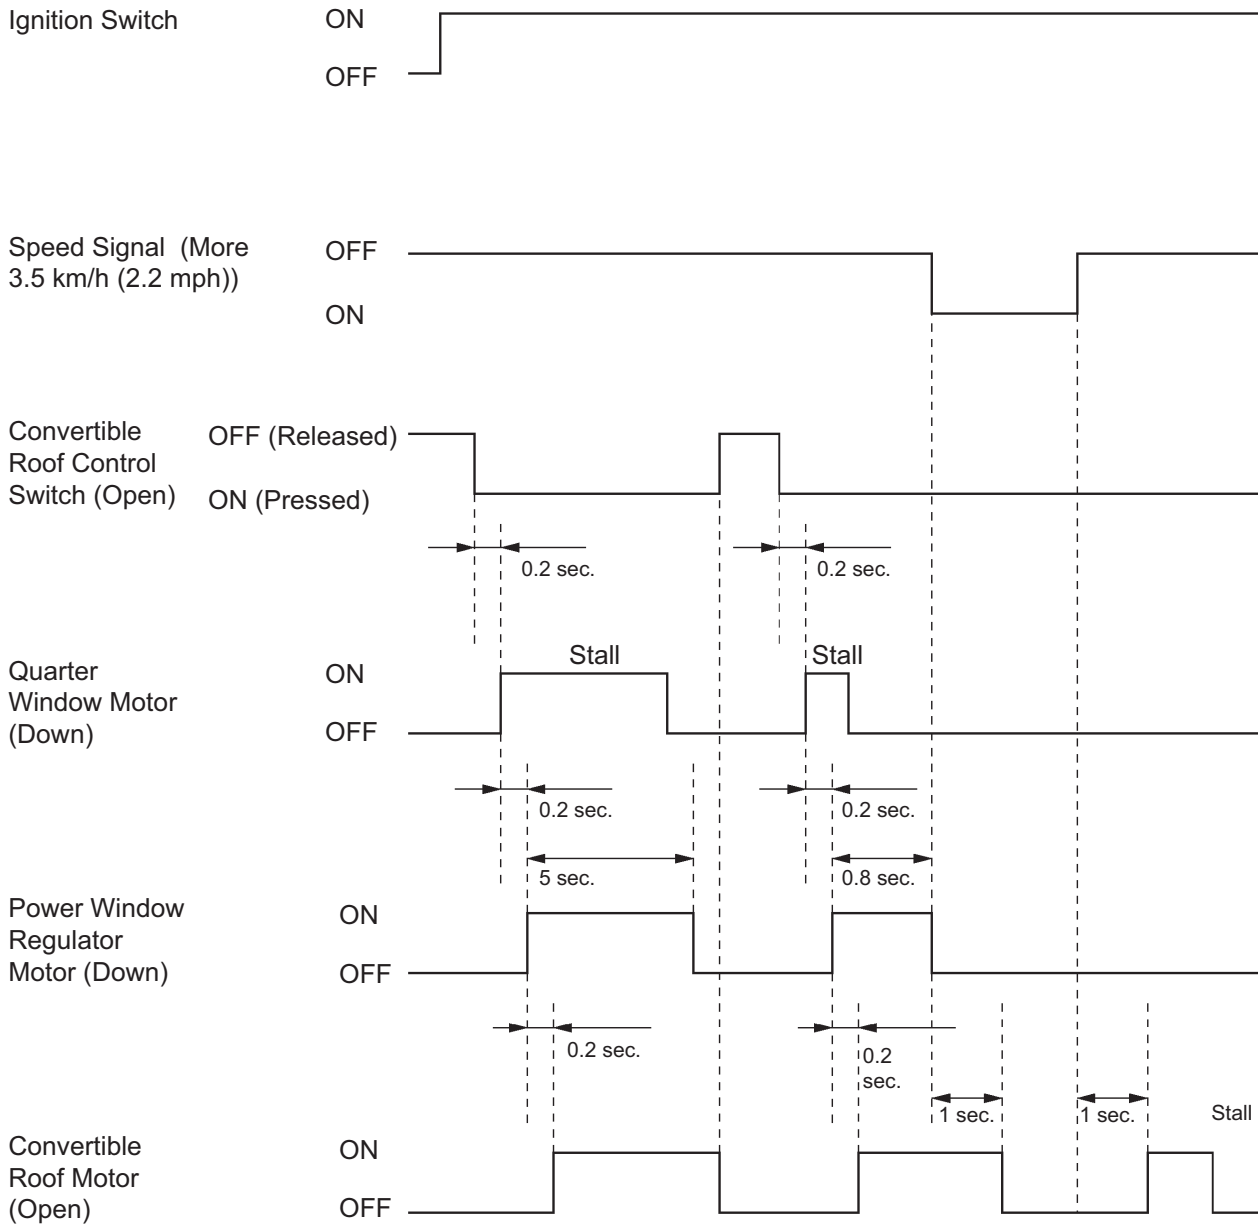 Ignition Switch ON
OFF
Speed Signal (More OFF
3.5 km/h (2.2 mph))
ON
Convertible OFF (Released)
Roof Control
Switch (Open) ON (Pressed)
0.2 sec. 0.2 sec.
Stall Stall
Quarter ON
Window Motor
(Down) OFF
0.2 sec. 0.2 sec.
5 sec. 0.8 sec.
Power Window ON
Regulator
Motor (Down) OFF
0.2 sec. 0.2
sec.
1 sec. 1 sec. Stall
Convertible ON
Roof Motor
(Open) OFF